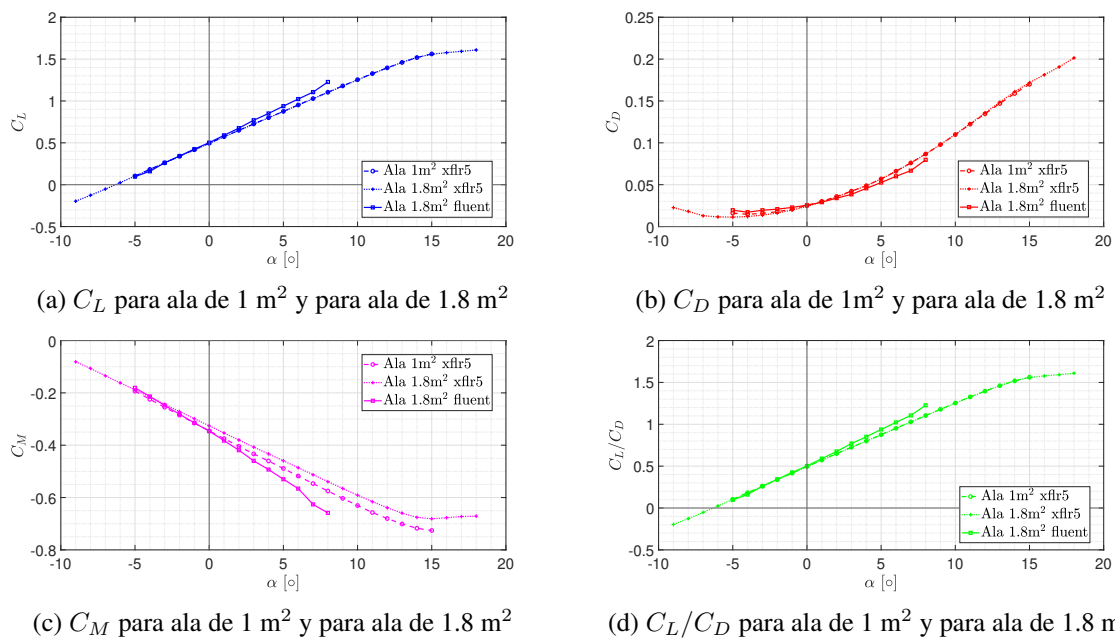 2
1.5
1
0.5
0
-0.5
-10 -5 0 5 10 15 20
C_L
α [∘]
Ala 1m² xflr5
Ala 1.8m² xflr5
Ala 1.8m² fluent
(a) C_L para ala de 1 m² y para ala de 1.8 m²
0.25
0.2
0.15
0.1
0.05
0
-10 -5 0 5 10 15 20
C_D
α [∘]
Ala 1m² xflr5
Ala 1.8m² xflr5
Ala 1.8m² fluent
(b) C_D para ala de 1m² y para ala de 1.8 m²
0
-0.2
-0.4
-0.6
-0.8
-10 -5 0 5 10 15 20
C_M
α [∘]
Ala 1m² xflr5
Ala 1.8m² xflr5
Ala 1.8m² fluent
(c) C_M para ala de 1 m² y para ala de 1.8 m²
2
1.5
1
0.5
0
-0.5
-10 -5 0 5 10 15 20
C_L/C_D
α [∘]
Ala 1m² xflr5
Ala 1.8m² xflr5
Ala 1.8m² fluent
(d) C_L/C_D para ala de 1 m² y para ala de 1.8 m